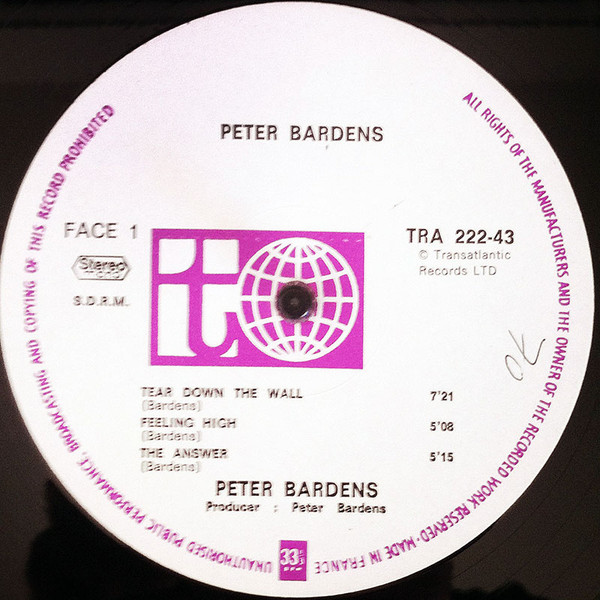 PETER BARDENS
FACE 1
Stereo
S.D.R.M.
TRA 222-43
© Transatlantic
Records LTD
t
OK
TEAR DOWN THE WALL 7'21
(Bardens)
FEELING HIGH 5'08
(Bardens)
THE ANSWER 5'15
(Bardens)
PETER BARDENS
Producer : Peter Bardens
33
ALL RIGHTS OF THE MANUFACTURERS AND THE OWNER OF THE RECORDED WORK RESERVED · MADE IN FRANCE
UNAUTHORISED PUBLIC PERFORMANCE, BROADCASTING AND COPYING OF THIS RECORD PROHIBITED